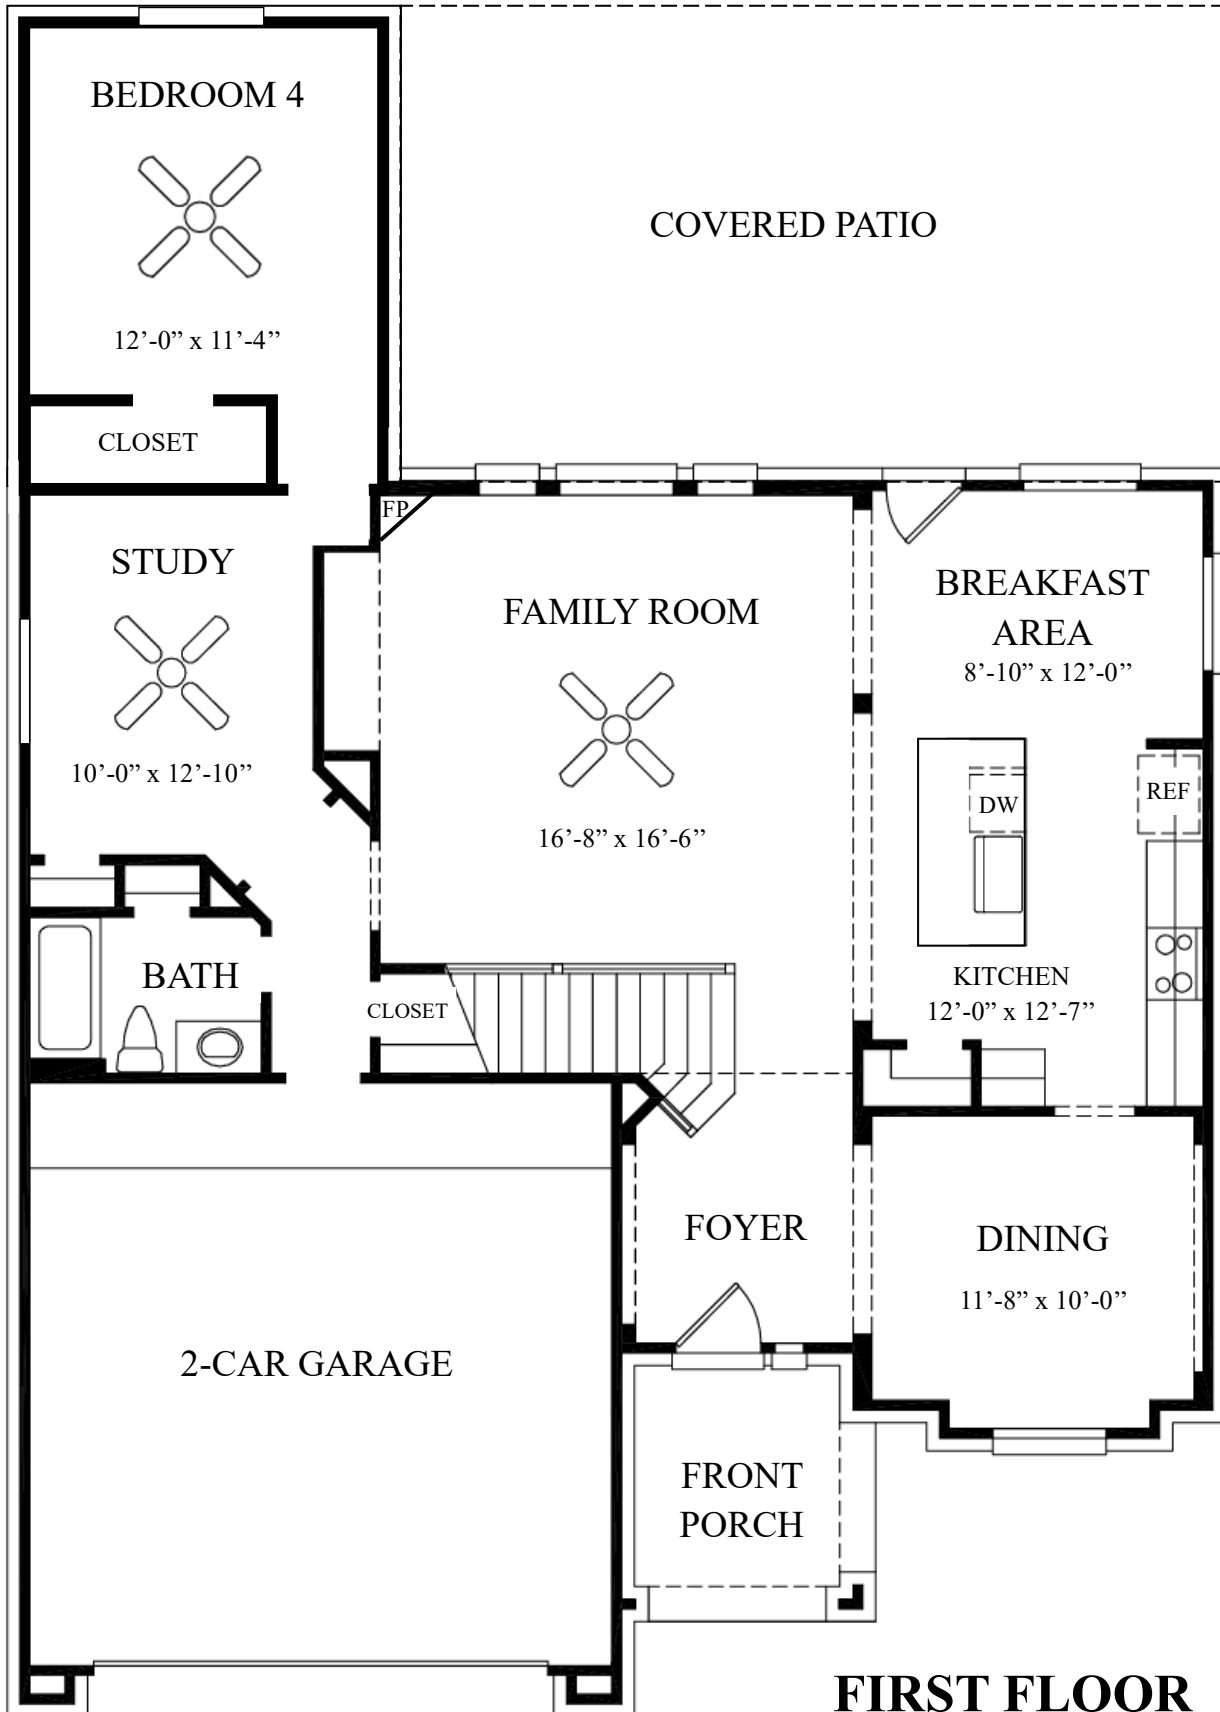 BEDROOM 4
12’-0” x 11’-4”
CLOSET
COVERED PATIO
STUDY
10’-0” x 12’-10”
FP
FAMILY ROOM
16’-8” x 16’-6”
BREAKFAST
AREA
8’-10” x 12’-0”
DW
REF
KITCHEN
12’-0” x 12’-7”
BATH
CLOSET
FOYER
DINING
11’-8” x 10’-0”
2-CAR GARAGE
FRONT
PORCH
FIRST FLOOR